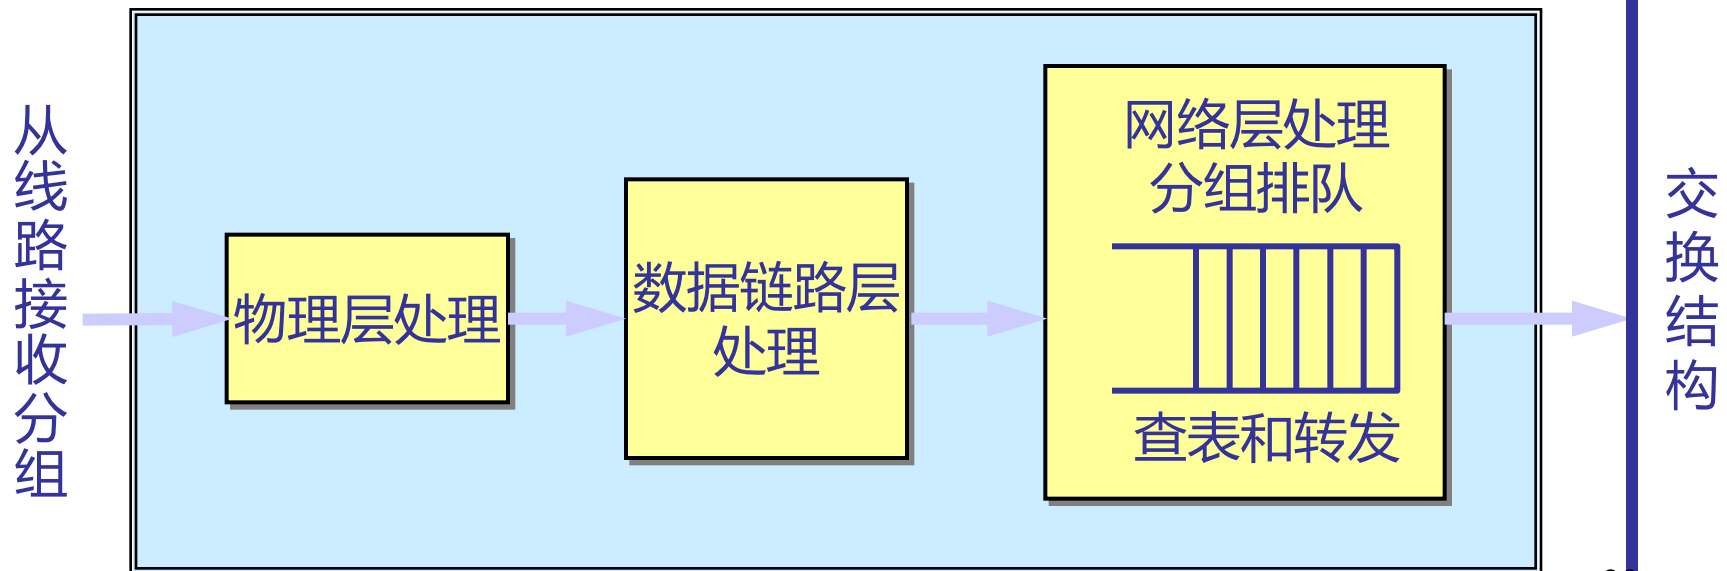 从线路接收分组
物理层处理
数据链路层
处理
网络层处理
分组排队
查表和转发
交换结构